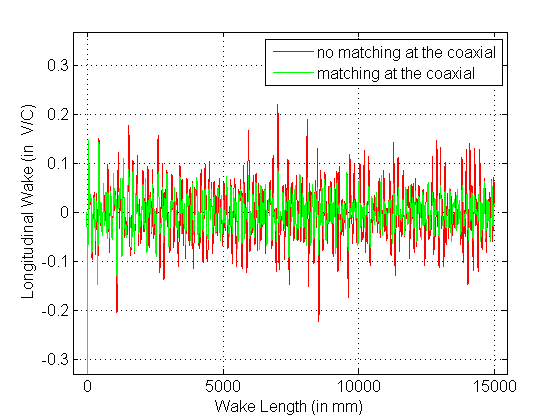 no matching at the coaxial
matching at the coaxial
0.3
0.2
0.1
0
-0.1
-0.2
-0.3
Longitudinal Wake (in V/C)
0
5000
10000
15000
Wake Length (in mm)